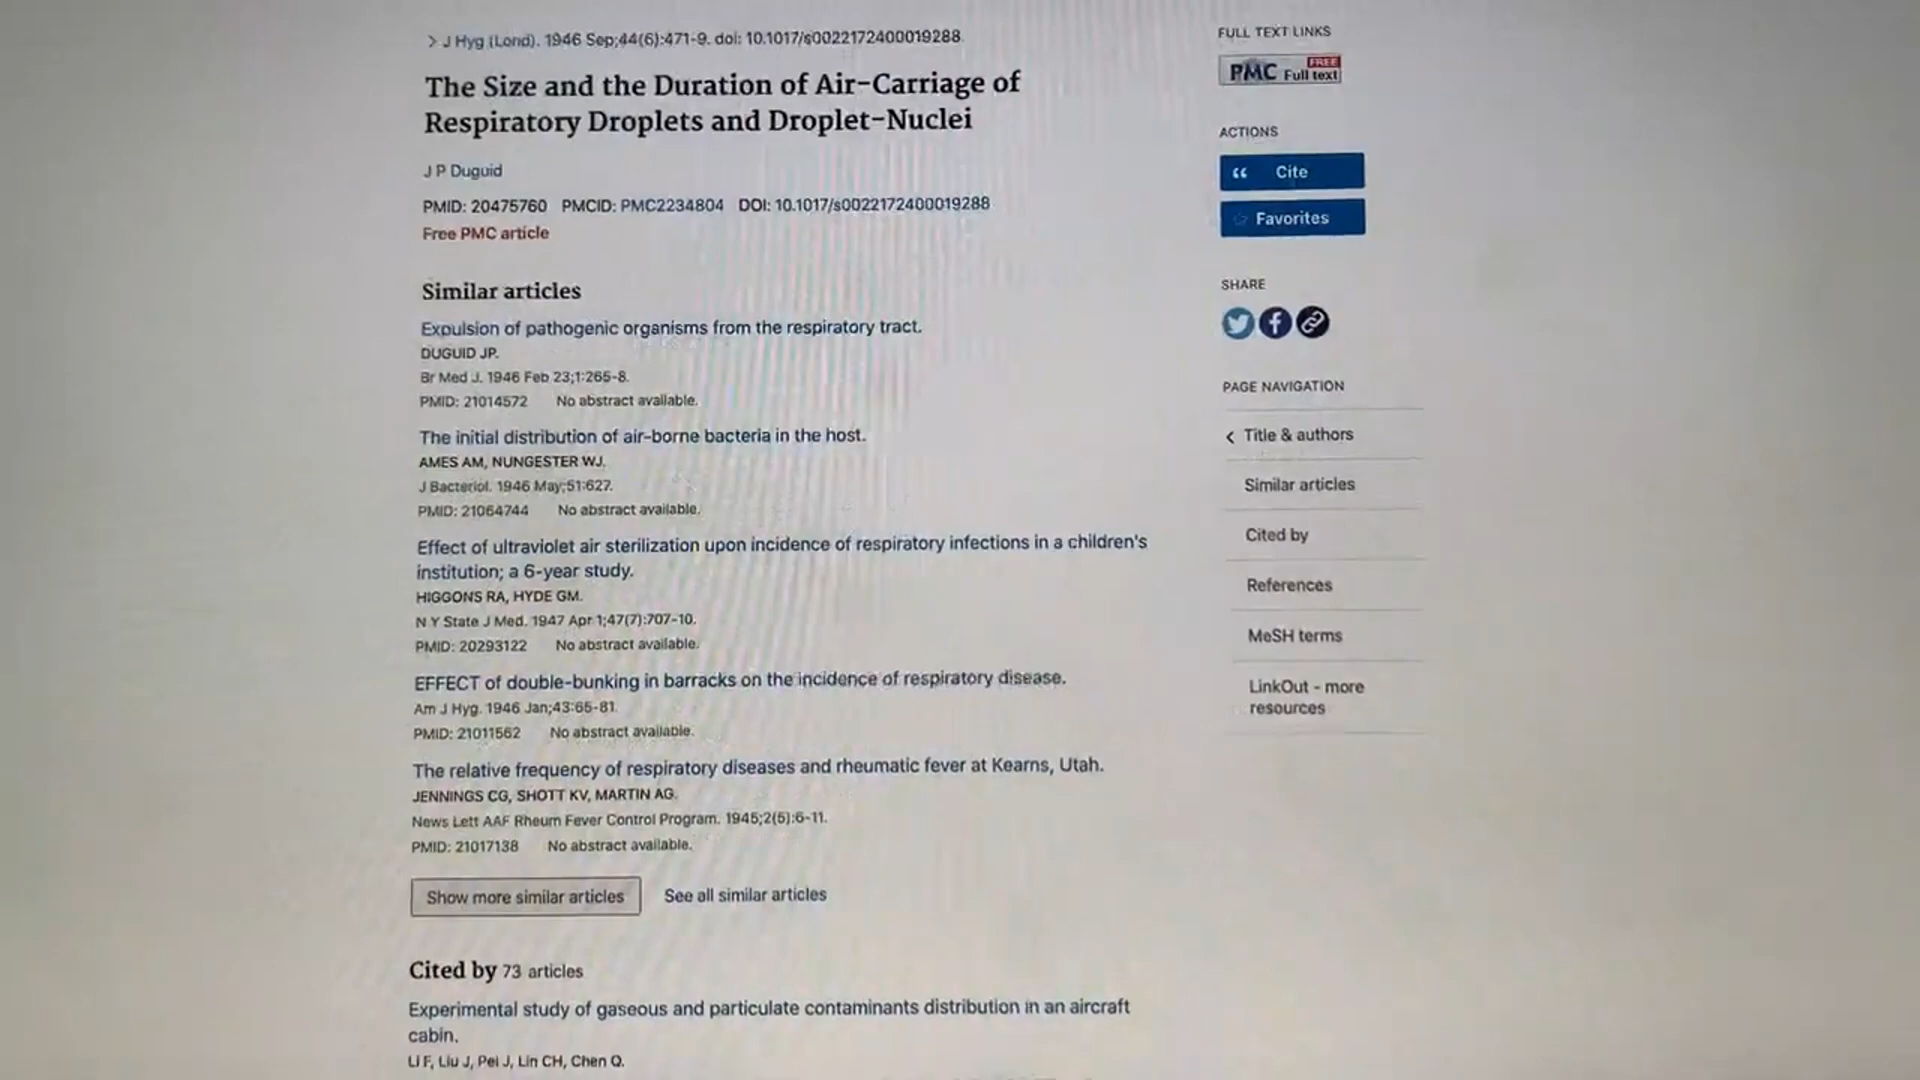 > J Hyg (Lond). 1946 Sep;44(6):471-9. doi: 10.1017/s0022172400019288.
The Size and the Duration of Air-Carriage of
Respiratory Droplets and Droplet-Nuclei
J P Duguid
PMID: 20475760 PMCID: PMC2234804 DOI: 10.1017/s0022172400019288
Free PMC article
Similar articles
Expulsion of pathogenic organisms from the respiratory tract.
DUGUID JP.
Br Med J. 1946 Feb 23;1:265-8.
PMID: 21014572 No abstract available.
The initial distribution of air-borne bacteria in the host.
AMES AM, NUNGESTER WJ.
J Bacteriol. 1946 May;51:627.
PMID: 21064744 No abstract available.
Effect of ultraviolet air sterilization upon incidence of respiratory infections in a children's
institution; a 6-year study.
HIGGONS RA, HYDE GM.
N Y State J Med. 1947 Apr 1;47(7):707-10.
PMID: 20293122 No abstract available.
EFFECT of double-bunking in barracks on the incidence of respiratory disease.
Am J Hyg. 1946 Jan;43:65-81.
PMID: 21011562 No abstract available.
The relative frequency of respiratory diseases and rheumatic fever at Kearns, Utah.
JENNINGS CG, SHOTT KV, MARTIN AG.
News Lett AAF Rheum Fever Control Program. 1945;2(5):6-11.
PMID: 21017138 No abstract available.
Show more similar articles See all similar articles
Cited by 73 articles
Experimental study of gaseous and particulate contaminants distribution in an aircraft
cabin.
Li F, Liu J, Pei J, Lin CH, Chen Q.
FULL TEXT LINKS
PMC FREE Full text
ACTIONS
Cite
Favorites
SHARE
PAGE NAVIGATION
< Title & authors
Similar articles
Cited by
References
MeSH terms
LinkOut - more
resources